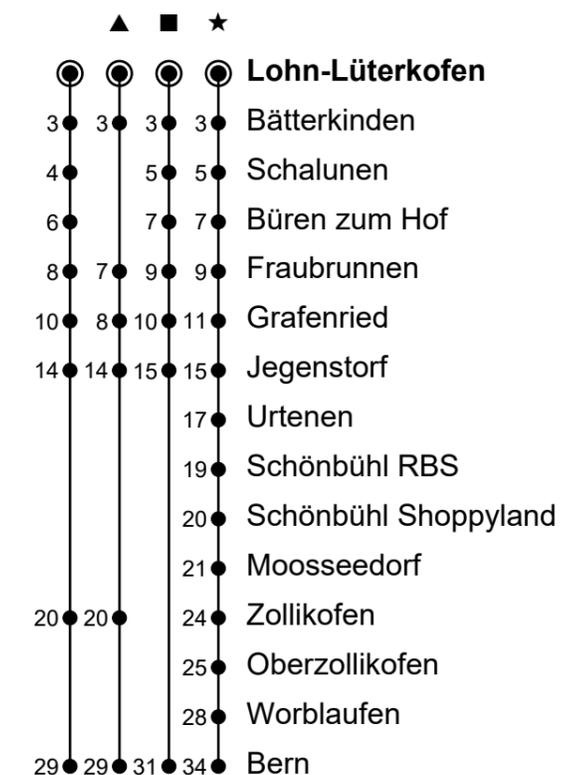 ▲ ■ ★
Lohn-Lüterkofen
3 3 3 3 Bätterkinden
4 5 5 Schalunen
6 7 7 Büren zum Hof
8 7 9 9 Fraubrunnen
10 8 10 11 Grafenried
14 14 15 15 Jegenstorf
17 Urtenen
19 Schönbühl RBS
20 Schönbühl Shoppyland
21 Moosseedorf
20 20 24 Zollikofen
25 Oberzollikofen
28 Worblaufen
29 29 31 34 Bern